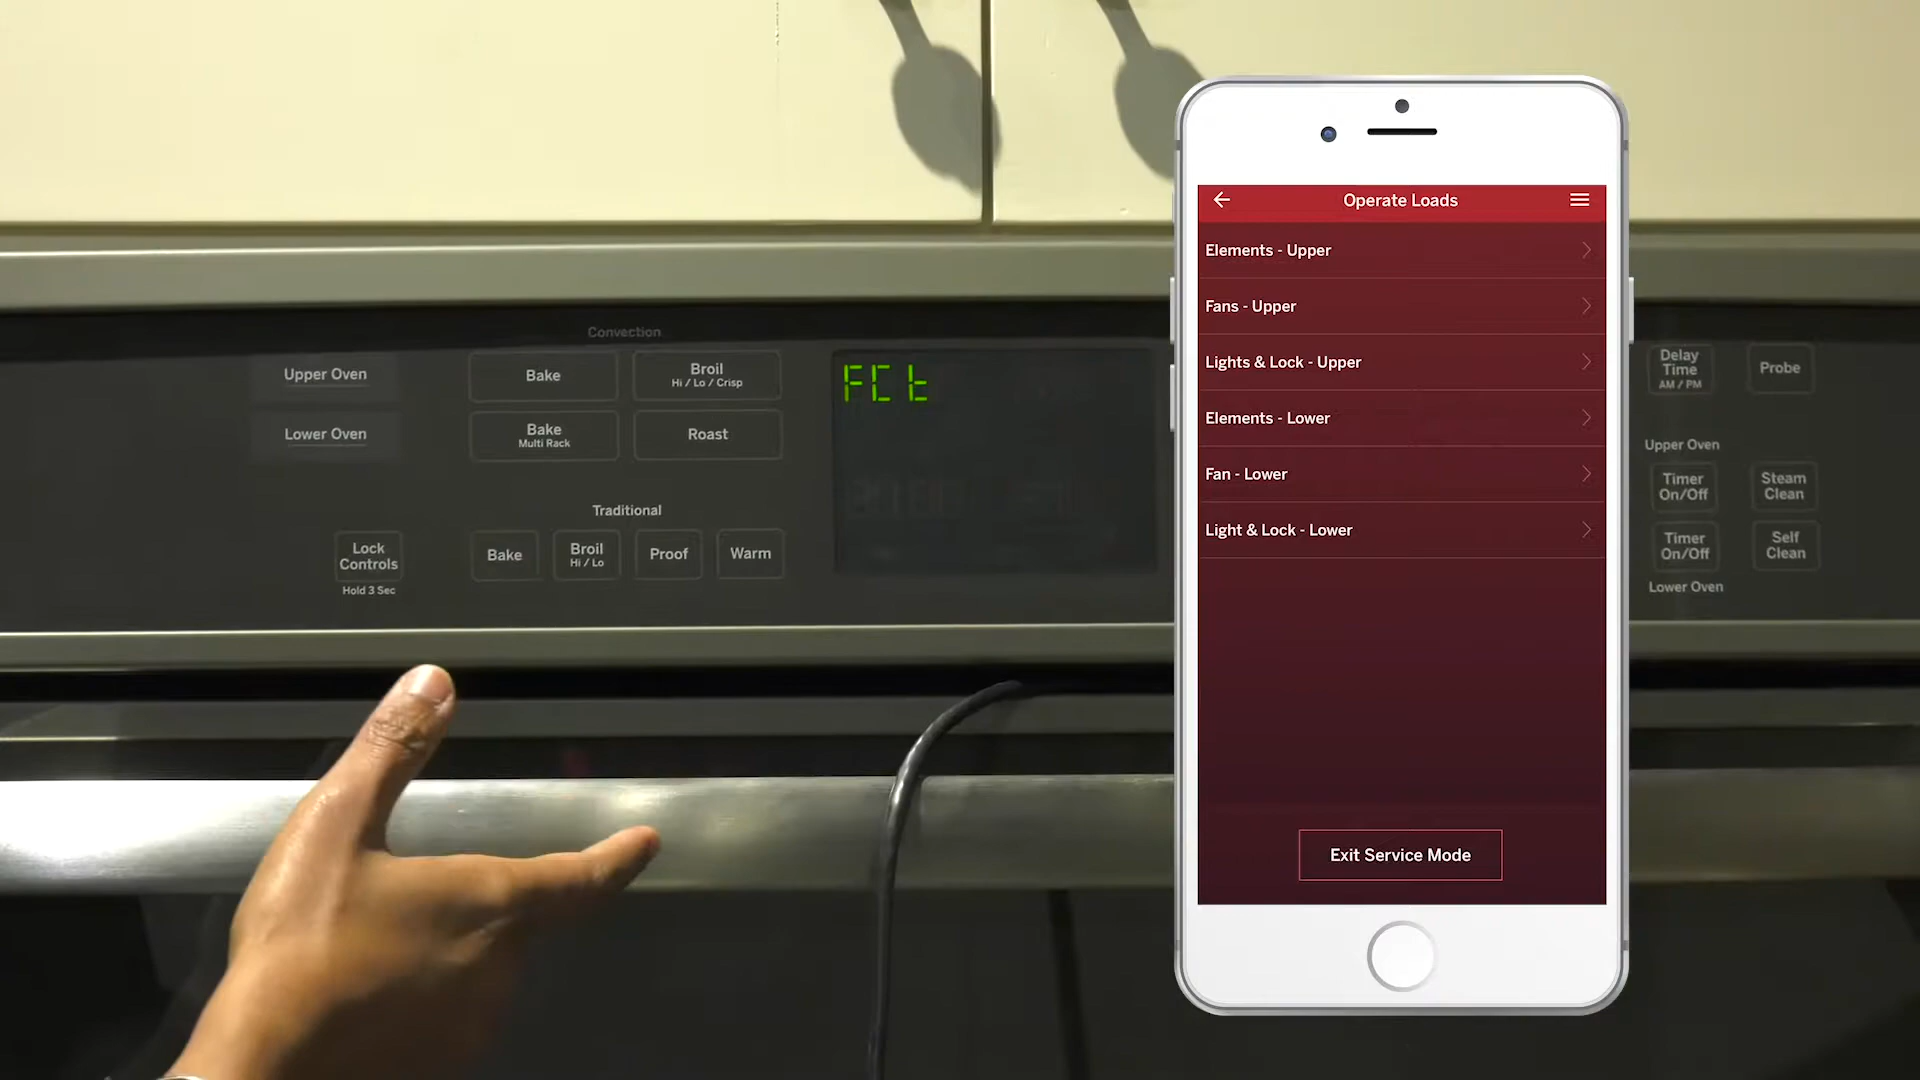 Convection
Upper Oven
Bake
Broil
Hi / Lo / Crisp
Lower Oven
Bake
Multi Rack
Roast
Traditional
Lock
Controls
Hold 3 Sec
Bake
Broil
Hi / Lo
Proof
Warm
FCt
Operate Loads
Elements - Upper
Fans - Upper
Lights & Lock - Upper
Elements - Lower
Fan - Lower
Light & Lock - Lower
Exit Service Mode
Delay
Time
AM / PM
Probe
Upper Oven
Timer
On/Off
Steam
Clean
Timer
On/Off
Self
Clean
Lower Oven